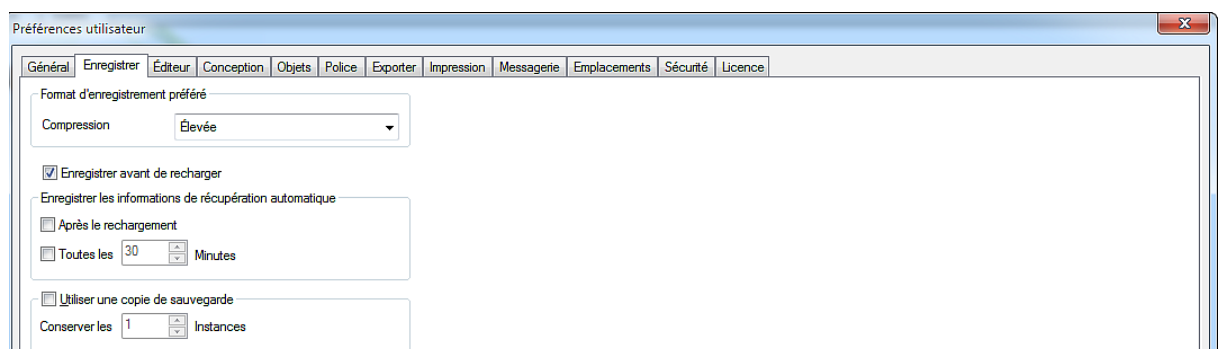 Préférences utilisateur
Général Enregistrer Éditeur Conception Objets Police Exporter Impression Messagerie Emplacements Sécurité Licence
Format d'enregistrement préféré
Compression Élevée
Enregistrer avant de recharger
Enregistrer les informations de récupération automatique
Après le rechargement
Toutes les 30 Minutes
Utiliser une copie de sauvegarde
Conserver les 1 Instances